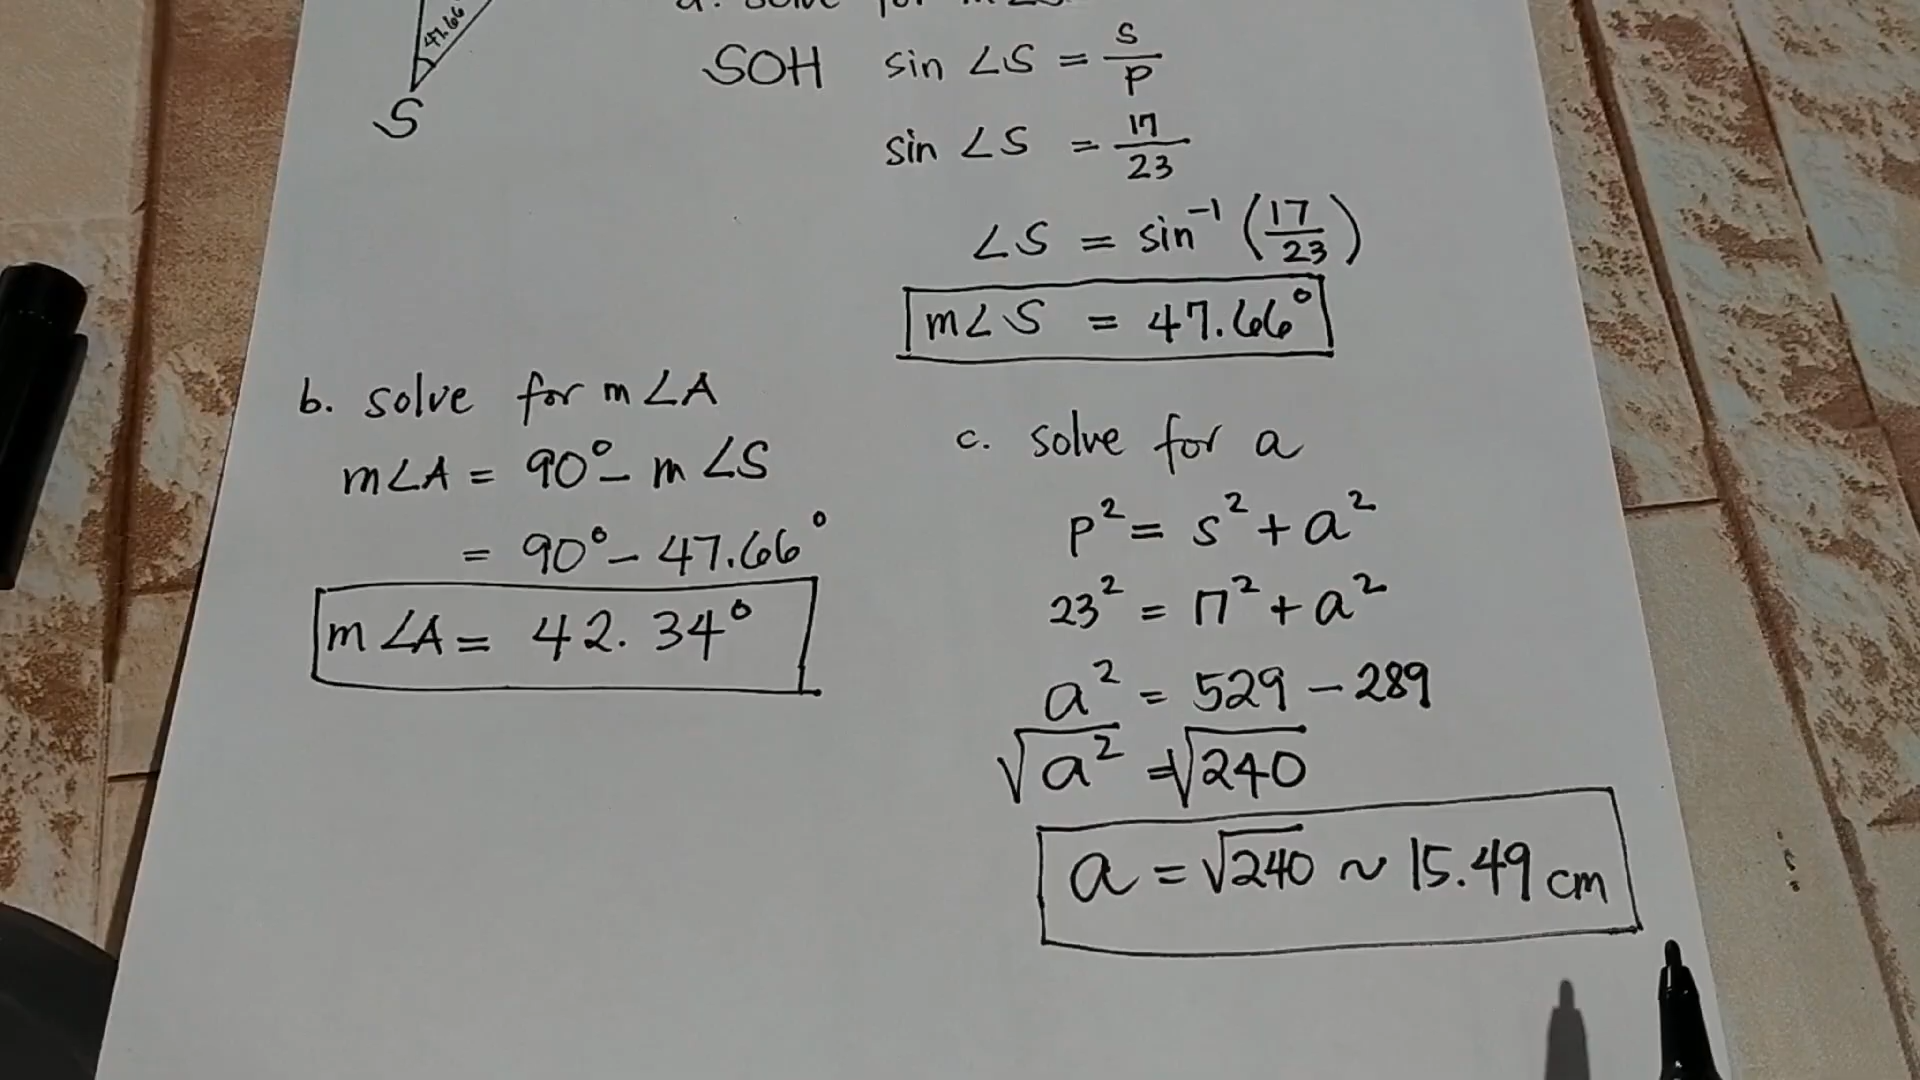 47.66
S
a. solve for m∠S
SOH sin ∠S = s/p
sin ∠S = 17/23
∠S = sin⁻¹ (17/23)
m∠S = 47.66°
b. solve for m∠A
m∠A = 90° − m∠S
= 90° − 47.66°
m∠A = 42.34°
c. solve for a
p² = s² + a²
23² = 17² + a²
a² = 529 − 289
√a² = √240
a = √240 ~ 15.49 cm